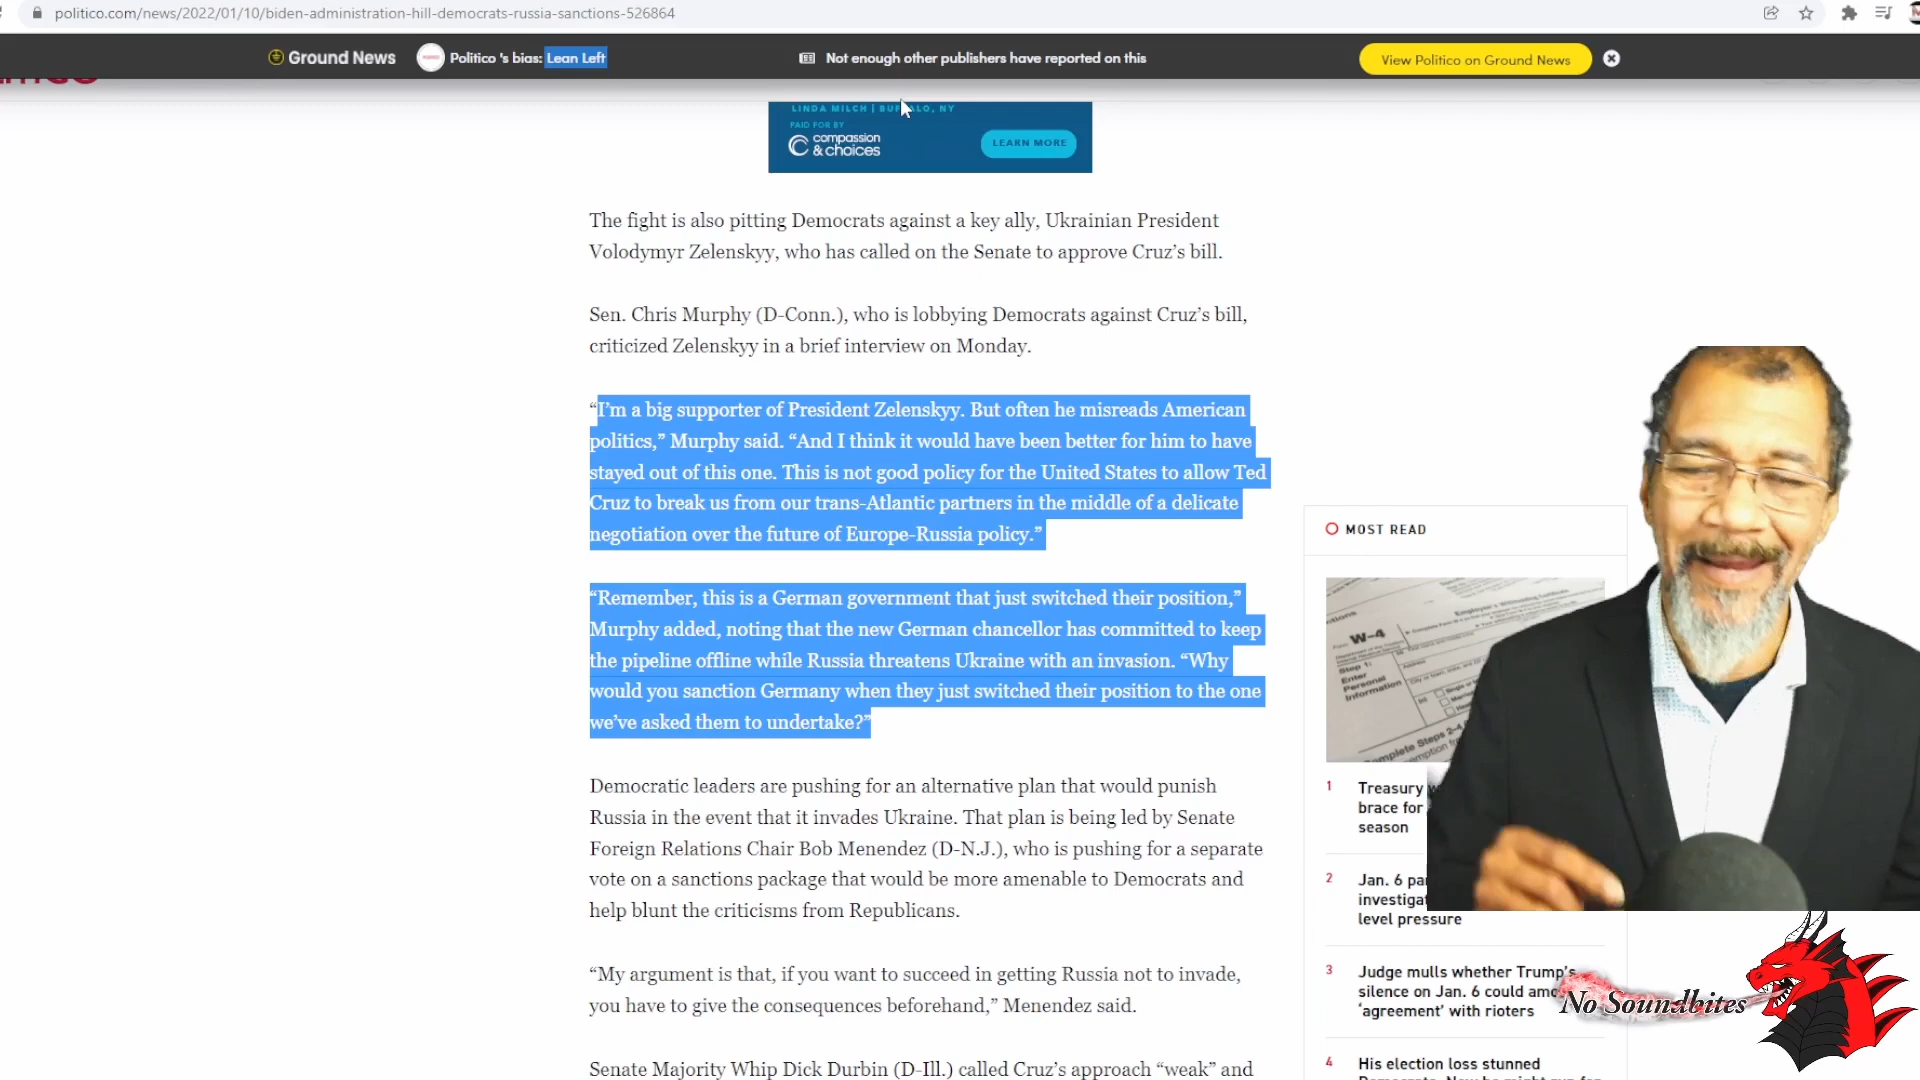 politico.com/news/2022/01/10/biden-administration-hill-democrats-russia-sanctions-526864
Ground News
Politico 's bias: Lean Left
Not enough other publishers have reported on this
View Politico on Ground News
LINDA MILCH | BUFFALO, NY
PAID FOR BY
compassion
& choices
LEARN MORE
The fight is also pitting Democrats against a key ally, Ukrainian President
Volodymyr Zelenskyy, who has called on the Senate to approve Cruz's bill.
Sen. Chris Murphy (D-Conn.), who is lobbying Democrats against Cruz's bill,
criticized Zelenskyy in a brief interview on Monday.
“I'm a big supporter of President Zelenskyy. But often he misreads American
politics,” Murphy said. “And I think it would have been better for him to have
stayed out of this one. This is not good policy for the United States to allow Ted
Cruz to break us from our trans-Atlantic partners in the middle of a delicate
negotiation over the future of Europe-Russia policy.”
“Remember, this is a German government that just switched their position,”
Murphy added, noting that the new German chancellor has committed to keep
the pipeline offline while Russia threatens Ukraine with an invasion. “Why
would you sanction Germany when they just switched their position to the one
we've asked them to undertake?”
Democratic leaders are pushing for an alternative plan that would punish
Russia in the event that it invades Ukraine. That plan is being led by Senate
Foreign Relations Chair Bob Menendez (D-N.J.), who is pushing for a separate
vote on a sanctions package that would be more amenable to Democrats and
help blunt the criticisms from Republicans.
“My argument is that, if you want to succeed in getting Russia not to invade,
you have to give the consequences beforehand,” Menendez said.
Senate Majority Whip Dick Durbin (D-Ill.) called Cruz's approach “weak” and
MOST READ
W-4
Step 1:
Enter
Personal
Information
1 Treasury
brace for
season
2 Jan. 6
level pressure
3 Judge mulls whether Trump's
silence on Jan. 6 could
'agreement' with rioters
4 His election loss stunned
No Soundbites